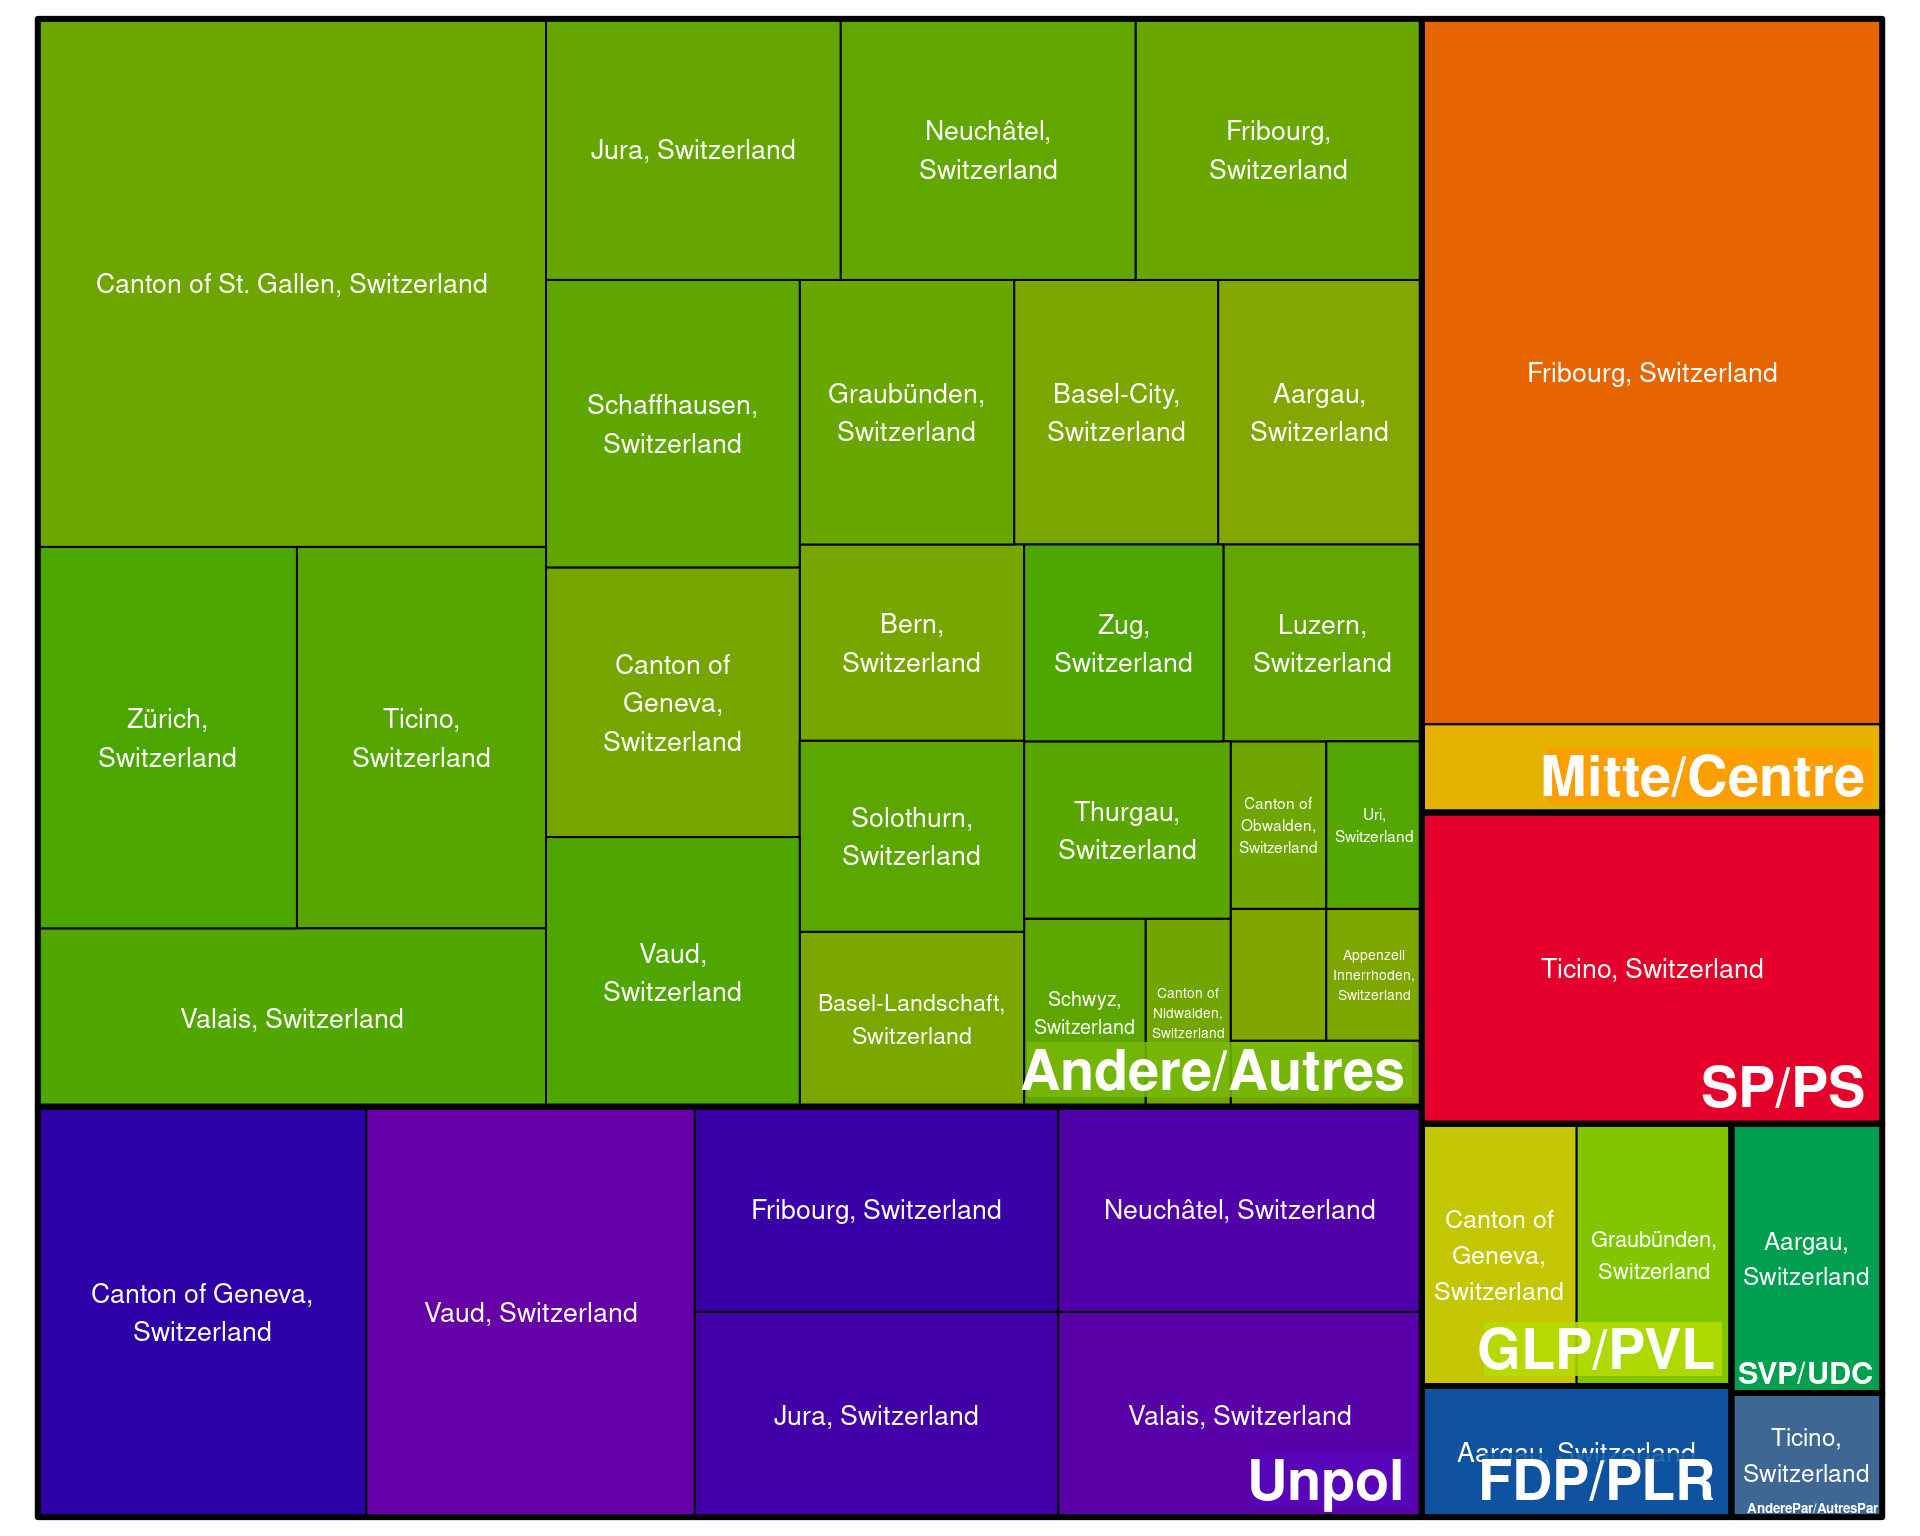 Canton of St. Gallen, Switzerland
Jura, Switzerland
Neuchâtel,
Switzerland
Fribourg,
Switzerland
Schaffhausen,
Switzerland
Graubünden,
Switzerland
Basel-City,
Switzerland
Aargau,
Switzerland
Zürich,
Switzerland
Ticino,
Switzerland
Canton of
Geneva,
Switzerland
Bern,
Switzerland
Zug,
Switzerland
Luzern,
Switzerland
Solothurn,
Switzerland
Thurgau,
Switzerland
Canton of
Obwalden,
Switzerland
Uri,
Switzerland
Valais, Switzerland
Vaud,
Switzerland
Basel-Landschaft,
Switzerland
Schwyz,
Switzerland
Canton of
Nidwalden,
Switzerland
Appenzell
Innerrhoden,
Switzerland
Andere/Autres
Canton of Geneva,
Switzerland
Vaud, Switzerland
Fribourg, Switzerland
Neuchâtel, Switzerland
Jura, Switzerland
Valais, Switzerland
Unpol
Fribourg, Switzerland
Mitte/Centre
Ticino, Switzerland
SP/PS
Canton of
Geneva,
Switzerland
Graubünden,
Switzerland
GLP/PVL
Aargau,
Switzerland
SVP/UDC
Aargau, Switzerland
FDP/PLR
Ticino,
Switzerland
AnderePar/AutresPar